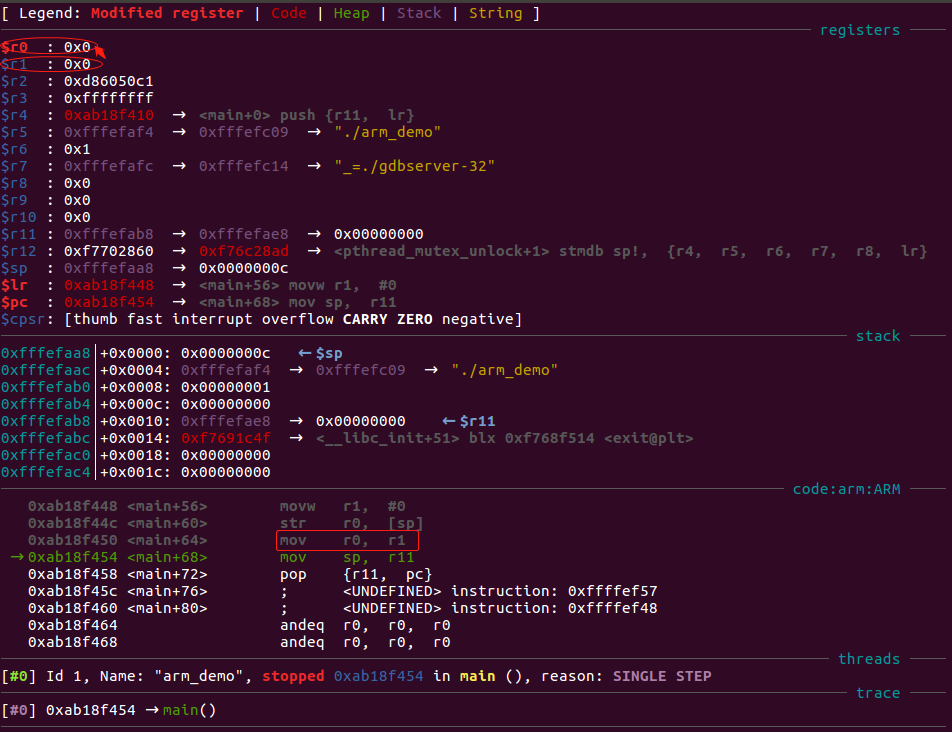 [ Legend: Modified register | Code | Heap | Stack | String ]
registers
$r0  : 0x0
$r1  : 0x0
$r2  : 0xd86050c1
$r3  : 0xffffffff
$r4  : 0xab18f410  →  <main+0> push {r11,  lr}
$r5  : 0xfffefaf4  →  0xfffefc09  →  "./arm_demo"
$r6  : 0x1
$r7  : 0xfffefafc  →  0xfffefc14  →  "_=./gdbserver-32"
$r8  : 0x0
$r9  : 0x0
$r10 : 0x0
$r11 : 0xfffefab8  →  0xfffefae8  →  0x00000000
$r12 : 0xf7702860  →  0xf76c28ad  →  <pthread_mutex_unlock+1> stmdb sp!,  {r4,  r5,  r6,  r7,  r8,  lr}
$sp  : 0xfffefaa8  →  0x0000000c
$lr  : 0xab18f448  →  <main+56> movw r1,  #0
$pc  : 0xab18f454  →  <main+68> mov sp,  r11
$cpsr: [thumb fast interrupt overflow CARRY ZERO negative]
stack
0xfffefaa8│+0x0000: 0x0000000c   ← $sp
0xfffefaac│+0x0004: 0xfffefaf4  →  0xfffefc09  →  "./arm_demo"
0xfffefab0│+0x0008: 0x00000001
0xfffefab4│+0x000c: 0x00000000
0xfffefab8│+0x0010: 0xfffefae8  →  0x00000000    ← $r11
0xfffefabc│+0x0014: 0xf7691c4f  →  <__libc_init+51> blx 0xf768f514 <exit@plt>
0xfffefac0│+0x0018: 0x00000000
0xfffefac4│+0x001c: 0x00000000
code:arm:ARM
0xab18f448 <main+56>        movw   r1,  #0
0xab18f44c <main+60>        str    r0,  [sp]
0xab18f450 <main+64>        mov    r0,  r1
→ 0xab18f454 <main+68>        mov    sp,  r11
0xab18f458 <main+72>        pop    {r11,  pc}
0xab18f45c <main+76>        ;      <UNDEFINED> instruction: 0xffffef57
0xab18f460 <main+80>        ;      <UNDEFINED> instruction: 0xffffef48
0xab18f464                  andeq  r0,  r0,  r0
0xab18f468                  andeq  r0,  r0,  r0
threads
[#0] Id 1, Name: "arm_demo", stopped 0xab18f454 in main (), reason: SINGLE STEP
trace
[#0] 0xab18f454 → main()